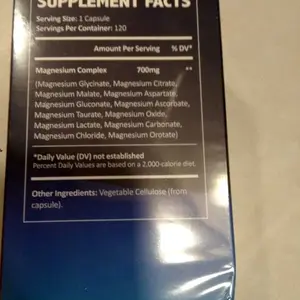 SUPPLEMENT FACTS
Serving Size: 1 Capsule
Servings Per Container: 120
Amount Per Serving % DV*
Magnesium Complex 700mg **
(Magnesium Glycinate, Magnesium Citrate,
Magnesium Malate, Magnesium Aspartate,
Magnesium Gluconate, Magnesium Ascorbate,
Magnesium Taurate, Magnesium Oxide,
Magnesium Lactate, Magnesium Carbonate,
Magnesium Chloride, Magnesium Orotate)
*Daily Value (DV) not established
Percent Daily Values are based on a 2,000-calorie diet.
Other Ingredients: Vegetable Cellulose (from
capsule).